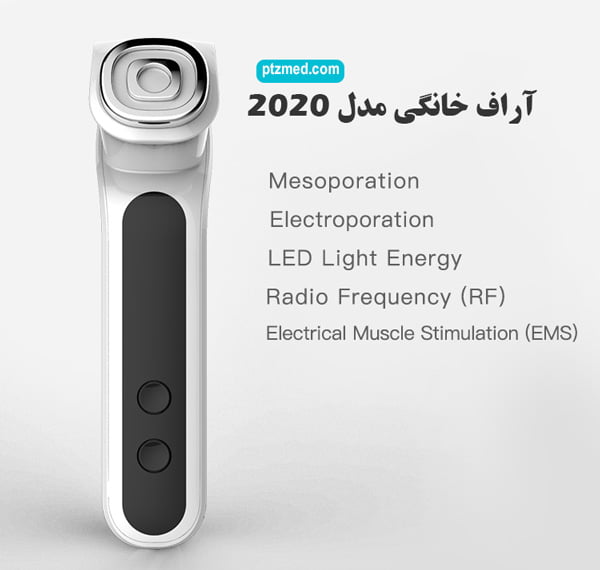 ptzmed.com
آراف خانگی مدل 2020
Mesoporation
Electroporation
LED Light Energy
Radio Frequency (RF)
Electrical Muscle Stimulation (EMS)